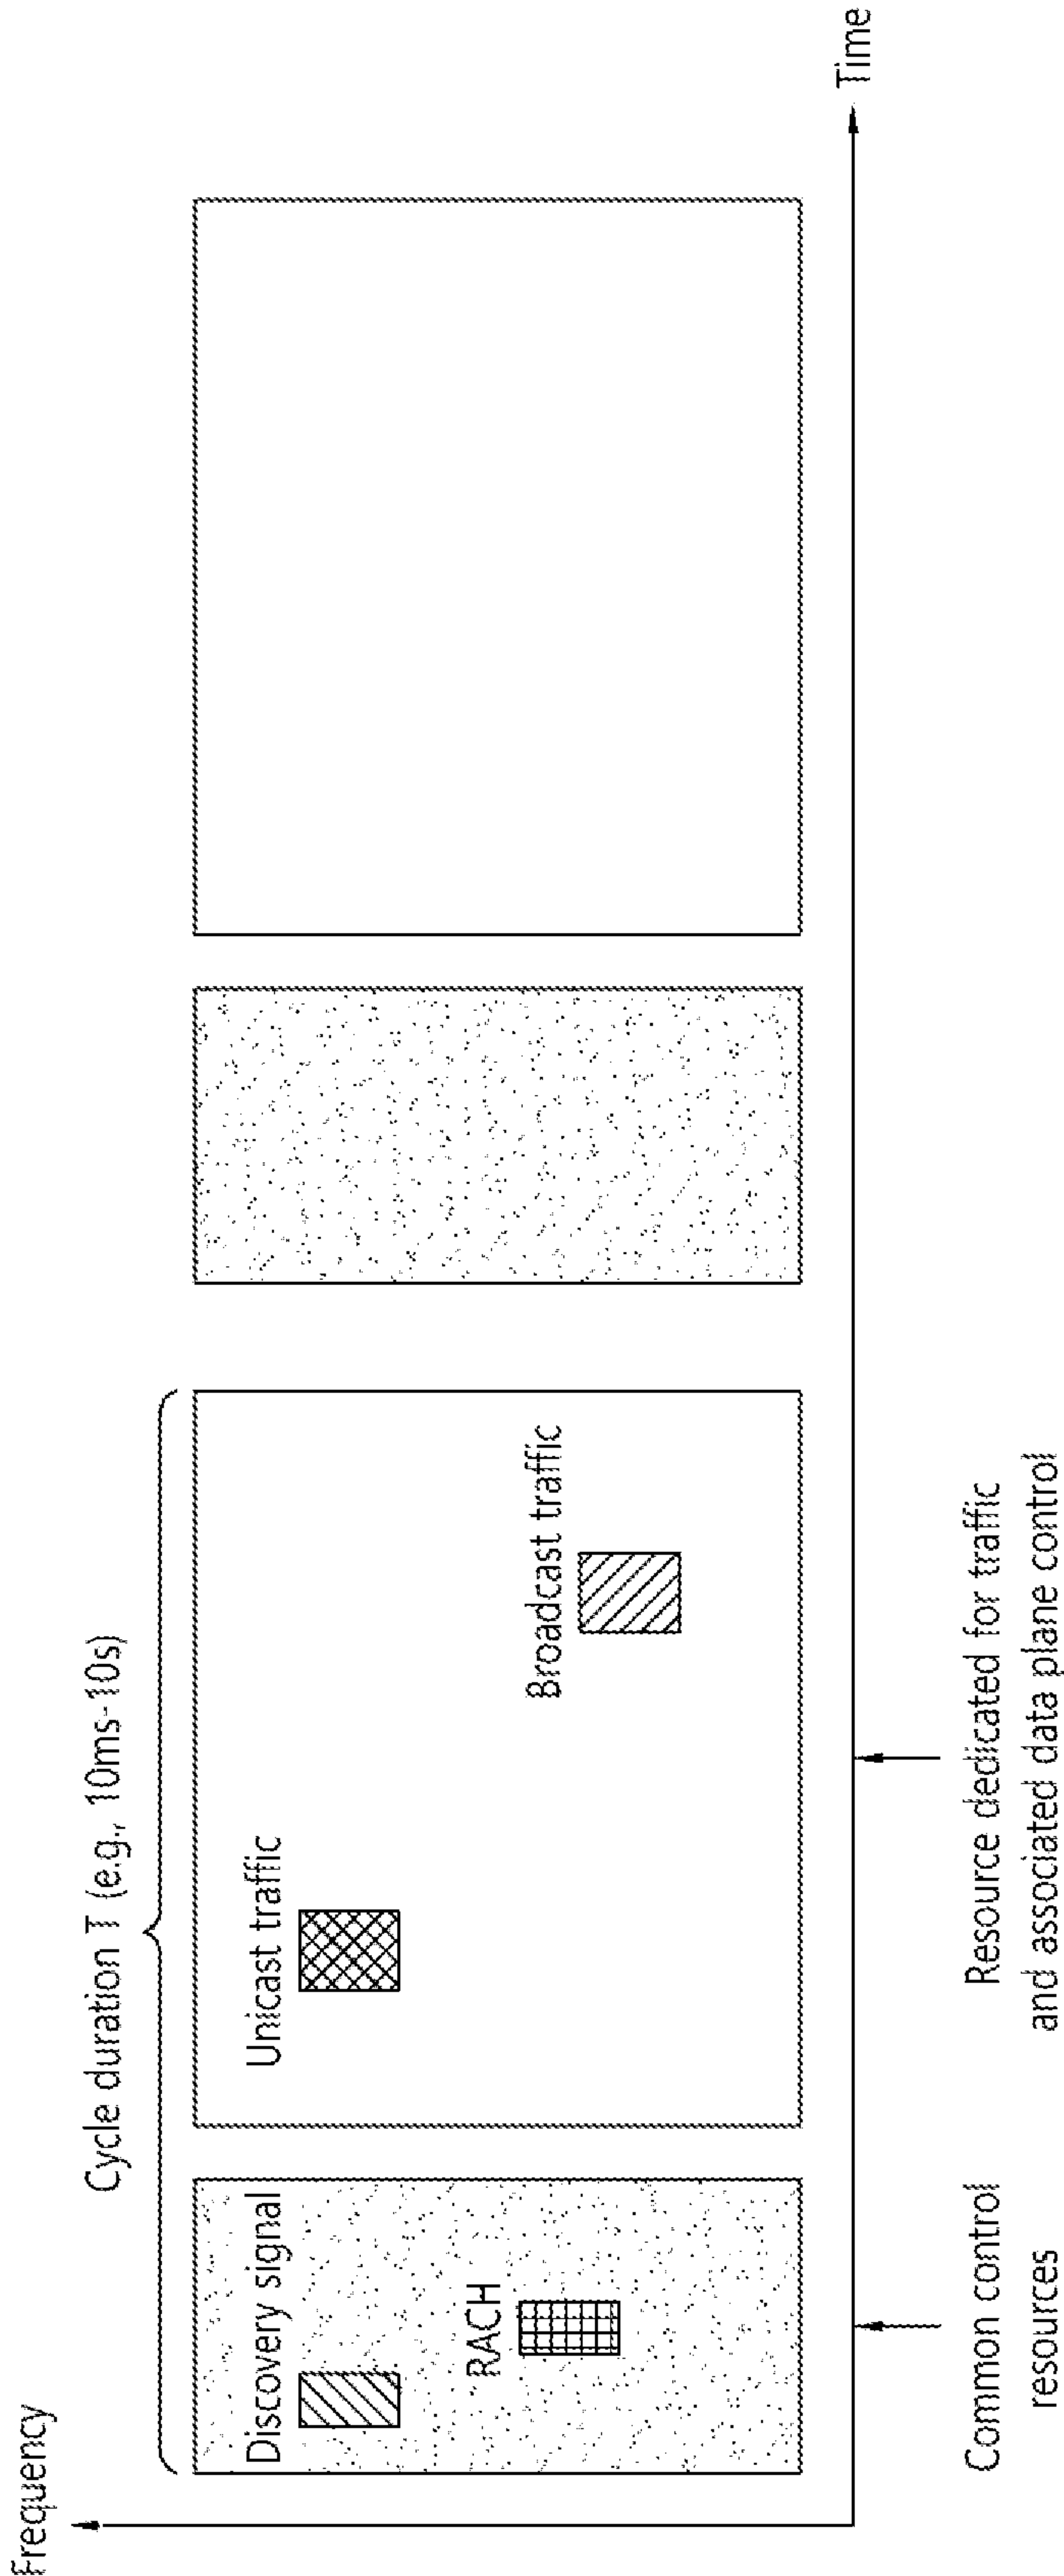 Frequency
Cycle duration T (e.g., 10ms-10s)
Discovery signal
RACH
Unicast traffic
Broadcast traffic
Time
Common control
resources
Resource dedicated for traffic
and associated data plane control